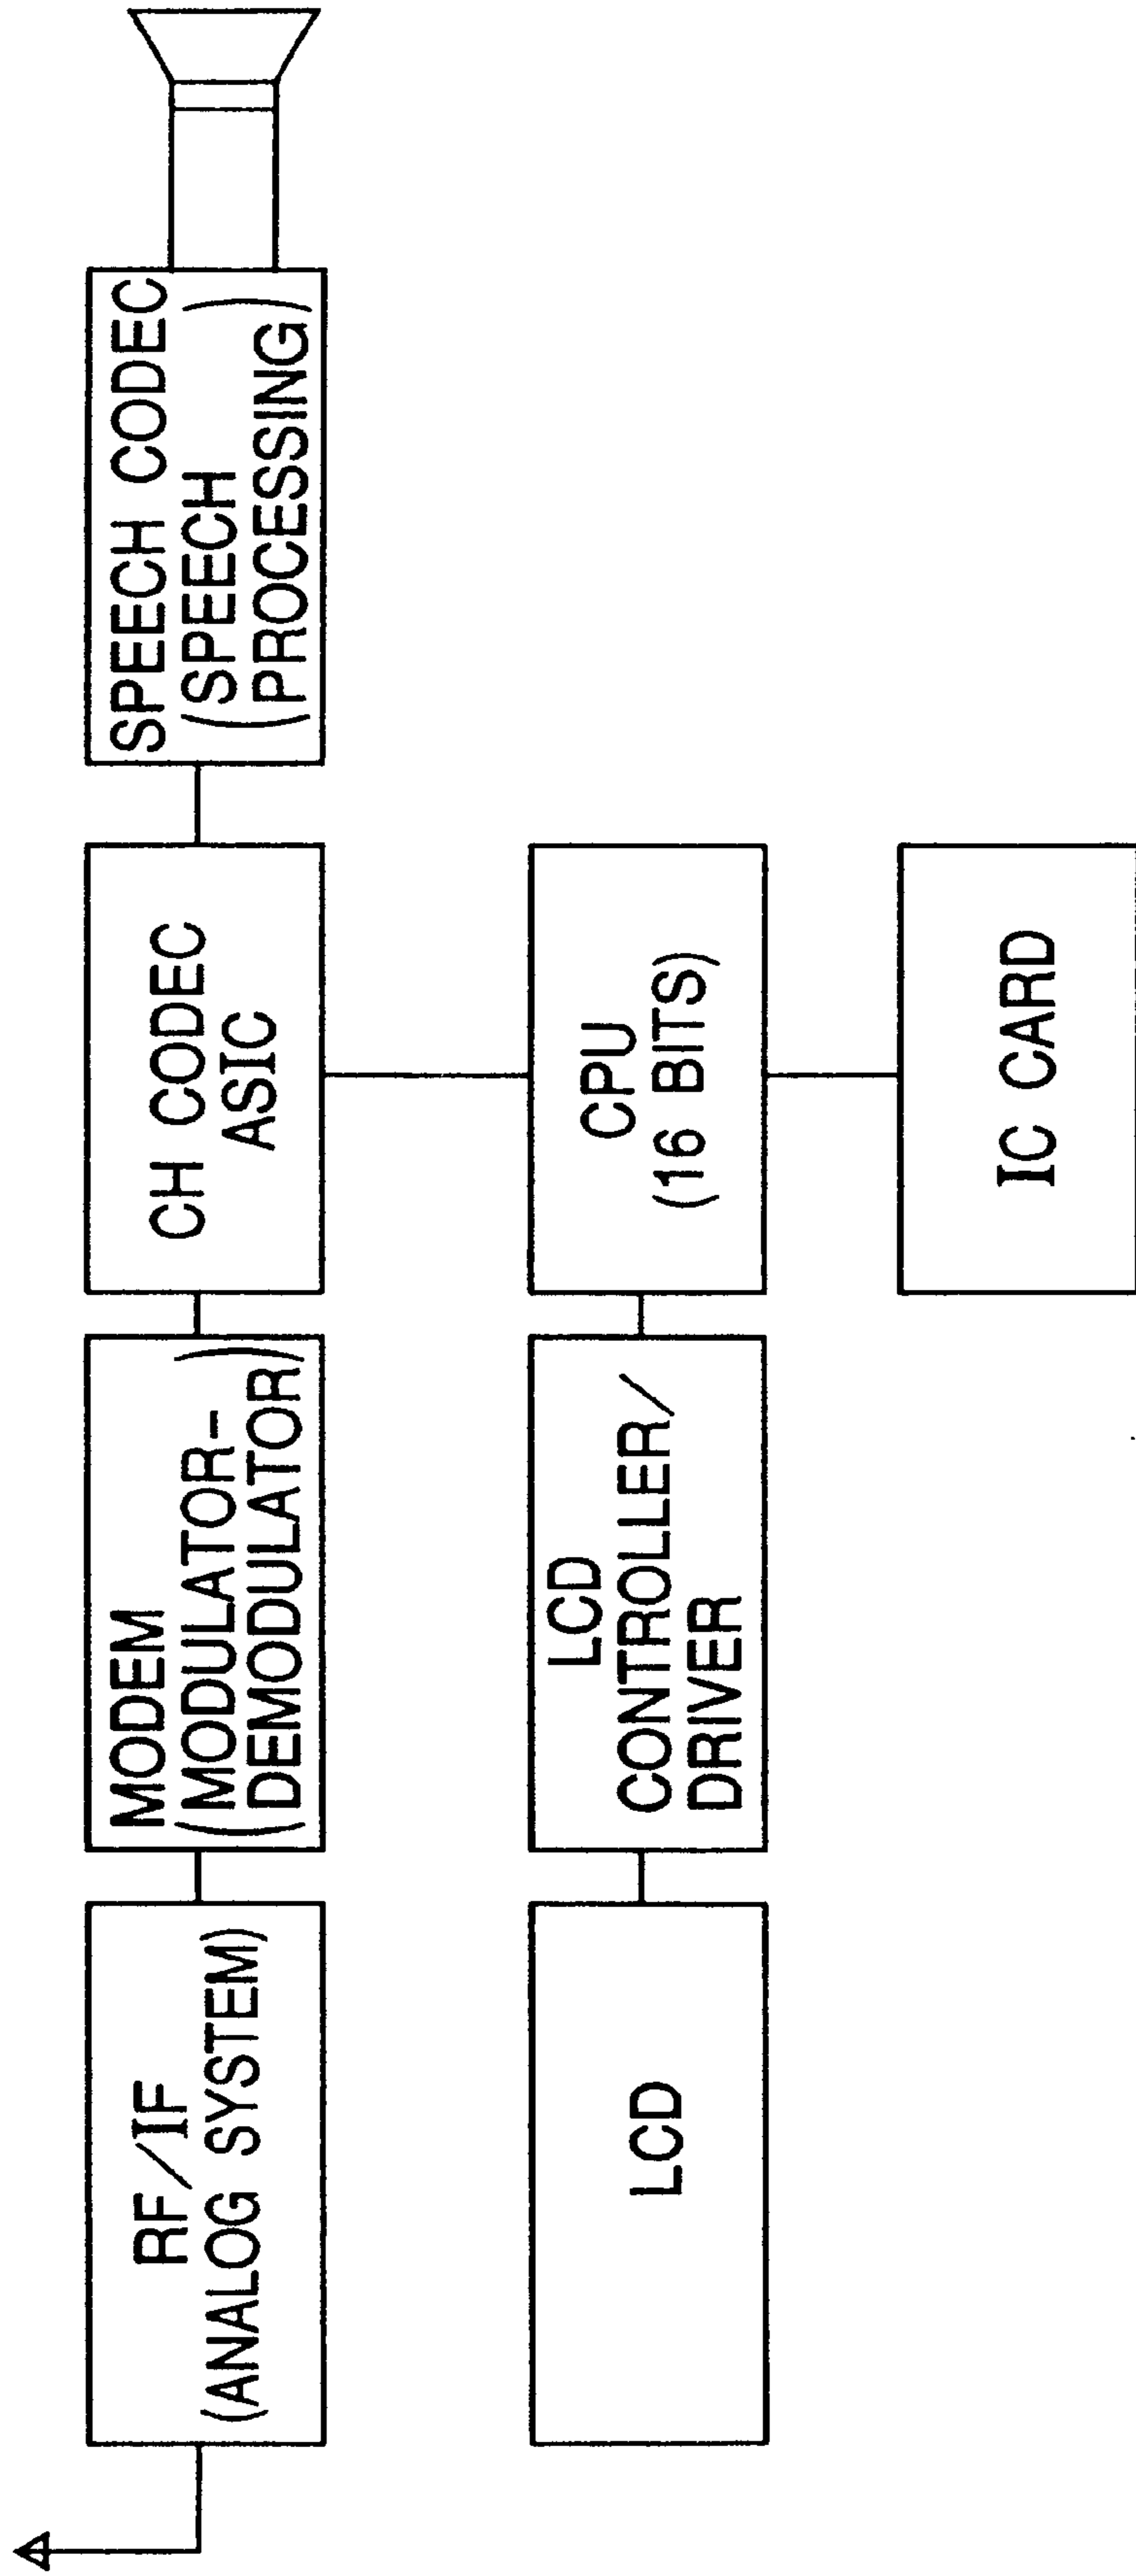 RF/IF
(ANALOG SYSTEM)
MODEM
(MODULATOR-
DEMODULATOR)
CH CODEC
ASIC
SPEECH CODEC
(SPEECH
PROCESSING)
LCD
LCD
CONTROLLER/
DRIVER
CPU
(16 BITS)
IC CARD